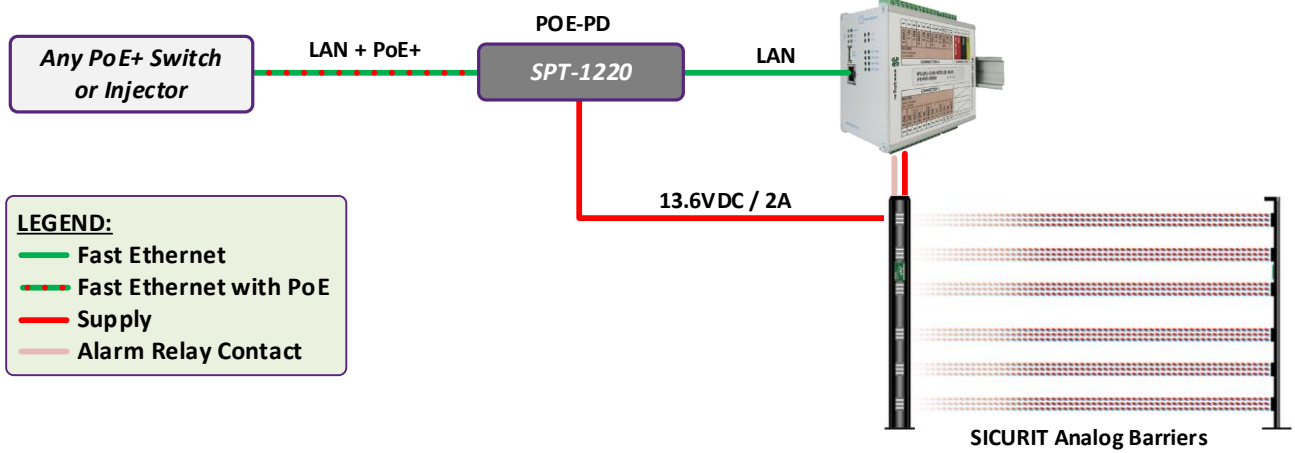 POE-PD
Any PoE+ Switch
or Injector
LAN + PoE+
SPT-1220
LAN
13.6VDC / 2A
LEGEND:
Fast Ethernet
Fast Ethernet with PoE
Supply
Alarm Relay Contact
SICURIT Analog Barriers